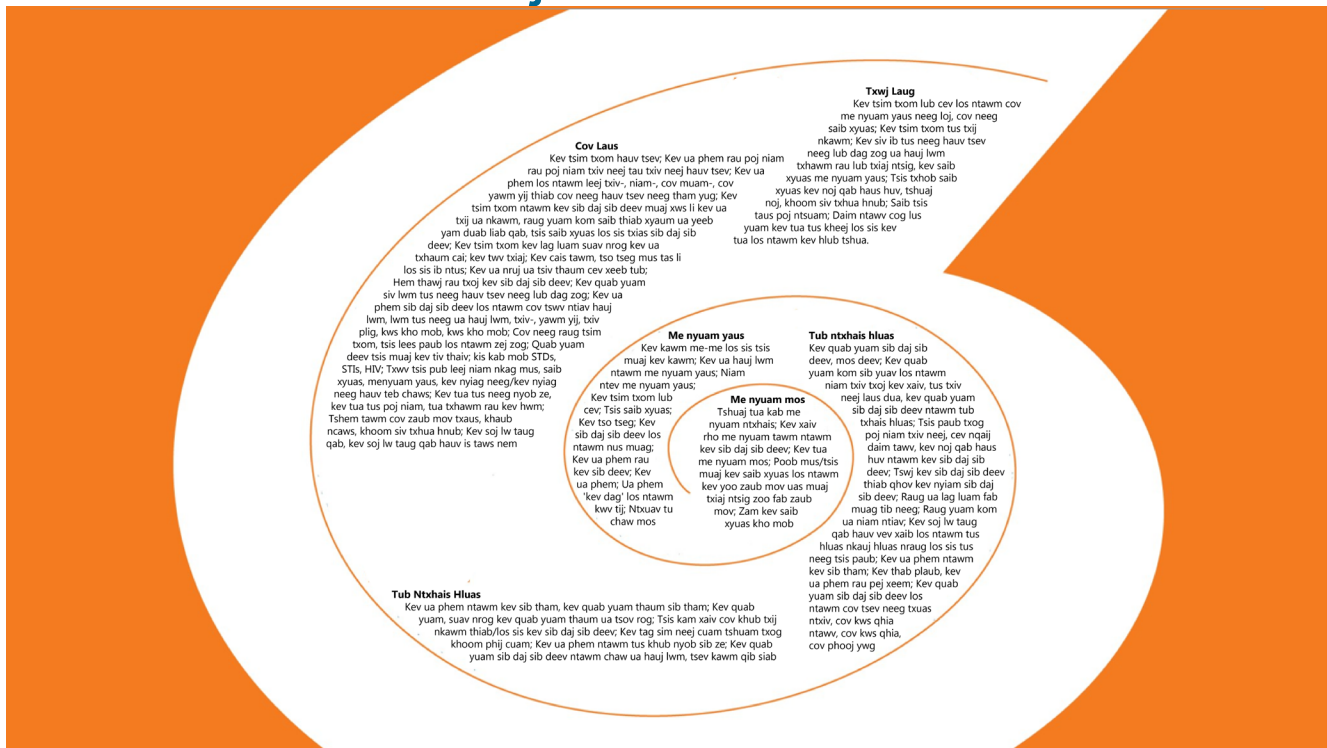 Txwj Laug
Kev tsim txom lub cev los ntawm cov
me nyuam yaus neeg loj, cov neeg
saib xyuas; Kev tsim txom tus txij
nkawm; Kev siv ib tus neeg hauv tsev
neeg lub dag zog ua hauj lwm
txhawm rau lub txiaj ntsig, kev saib
xyuas me nyuam yaus; Tsis txhob saib
xyuas kev noj qab haus huv, tshuaj
noj, khoom siv txhua hnub; Saib tsis
taus poj ntsuam; Daim ntawv cog lus
yuam kev tua tus kheej los sis kev
tua los ntawm kev hlub tshua.
Cov Laus
Kev tsim txom hauv tsev; Kev ua phem rau poj niam
rau poj niam txiv neej tau txiv neej hauv tsev; Kev ua
phem los ntawm leej txiv-, niam-, cov muam-, cov
yawm yij thiab cov neeg hauv tsev neeg tham yug; Kev
tsim txom ntawm kev sib daj sib deev muaj xws li kev ua
txij ua nkawm, raug yuam kom saib thiab xyaum ua yeeb
yam duab liab qab, tsis saib xyuas los sis txias sib daj sib
deev; Kev tsim txom kev lag luam suav nrog kev ua
txhaum cai; kev twv txiaj; Kev cais tawm, tso tseg mus tas li
los sis ib ntus; Kev ua nruj ua tsiv thaum cev xeeb tub;
Hem thawj rau txoj kev sib daj sib deev; Kev quab yuam
siv lwm tus neeg hauv tsev neeg lub dag zog; Kev ua
phem sib daj sib deev los ntawm cov tswv ntiav hauj
lwm, lwm tus neeg ua hauj lwm, txiv-, yawm yij, txiv
plig, kws kho mob, kws kho mob; Cov neeg raug tsim
txom, tsis lees paub los ntawm zej zog; Quab yuam
deev tsis muaj kev tiv thaiv; kis kab mob STDs,
STIs, HIV; Txwv tsis pub leej niam nkag mus, saib
xyuas, menyuam yaus, kev nyiag neeg/kev nyiag
neeg hauv teb chaws; Kev tua tus neeg nyob ze,
kev tua tus poj niam, tua txhawm rau kev hwm;
Tshem tawm cov zaub mov txaus, khaub
ncaws, khoom siv txhua hnub; Kev soj lw taug
qab, kev soj lw taug qab hauv is taws nem
Me nyuam yaus
Kev kawm me-me los sis tsis
muaj kev kawm; Kev ua hauj lwm
ntawm me nyuam yaus; Niam
ntev me nyuam yaus;
Kev tsim txom lub
cev; Tsis saib xyuas;
Kev tso tseg; Kev
sib daj sib deev los
ntawm nus muag;
Kev ua phem rau
kev sib deev; Kev
ua phem; Ua phem
'kev dag' los ntawm
kwv tij; Ntxuav tu
chaw mos
Me nyuam mos
Tshuaj tua kab me
nyuam ntxhais; Kev xaiv
rho me nyuam tawm ntawm
kev sib daj sib deev; Kev tua
me nyuam mos; Poob mus/tsis
muaj kev saib xyuas los ntawm
kev yoo zaub mov uas muaj
txiaj ntsig zoo fab zaub
mov; Zam kev saib
xyuas kho mob
Tub ntxhais hluas
Kev quab yuam sib daj sib
deev, mos deev; Kev quab
yuam kom sib yuav los ntawm
niam txiv txoj kev xaiv, tus txiv
neej laus dua, kev quab yuam
sib daj sib deev ntawm tub
txhais hluas; Tsis paub txog
poj niam txiv neej, cev nqaij
daim tawv, kev noj qab haus
huv ntawm kev sib daj sib
deev; Tswj kev sib daj sib deev
thiab qhov kev nyiam sib daj
sib deev; Raug ua lag luam fab
muag tib neeg; Raug yuam kom
ua niam ntiav; Kev soj lw taug
qab hauv vev xaib los ntawm tus
hluas nkauj hluas nraug los sis tus
neeg tsis paub; Kev ua phem ntawm
kev sib tham; Kev thab plaub, kev
ua phem rau pej xeem; Kev quab
yuam sib daj sib deev los
ntawm cov tsev neeg txuas
ntxiv, cov kws qhia
ntawv, cov kws qhia,
cov phooj ywg
Tub Ntxhais Hluas
Kev ua phem ntawm kev sib tham, kev quab yuam thaum sib tham; Kev quab
yuam, suav nrog kev quab yuam thaum ua tsov rog; Tsis kam xaiv cov khub txij
nkawm thiab/los sis kev sib daj sib deev; Kev tag sim neej cuam tshuam txog
khoom phij cuam; Kev ua phem ntawm tus khub nyob sib ze; Kev quab
yuam sib daj sib deev ntawm chaw ua hauj lwm, tsev kawm qib siab